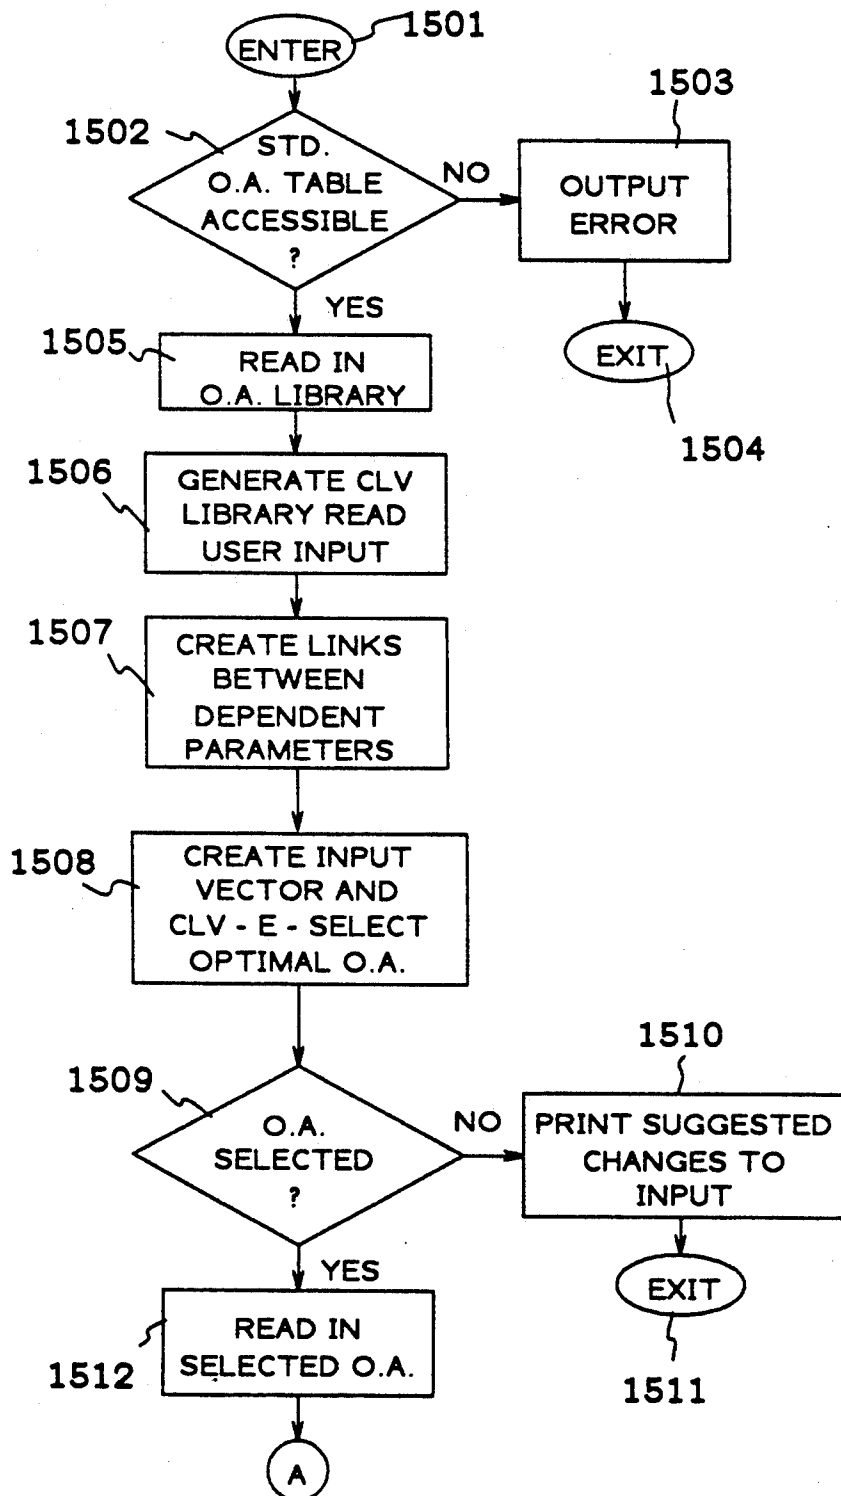 1501
ENTER
1502
STD.
O.A. TABLE
ACCESSIBLE
?
NO
1503
OUTPUT
ERROR
EXIT
1504
YES
1505
READ IN
O.A. LIBRARY
1506
GENERATE CLV
LIBRARY READ
USER INPUT
1507
CREATE LINKS
BETWEEN
DEPENDENT
PARAMETERS
1508
CREATE INPUT
VECTOR AND
CLV - E - SELECT
OPTIMAL O.A.
1509
O.A.
SELECTED
?
NO
1510
PRINT SUGGESTED
CHANGES TO
INPUT
EXIT
1511
YES
1512
READ IN
SELECTED O.A.
A